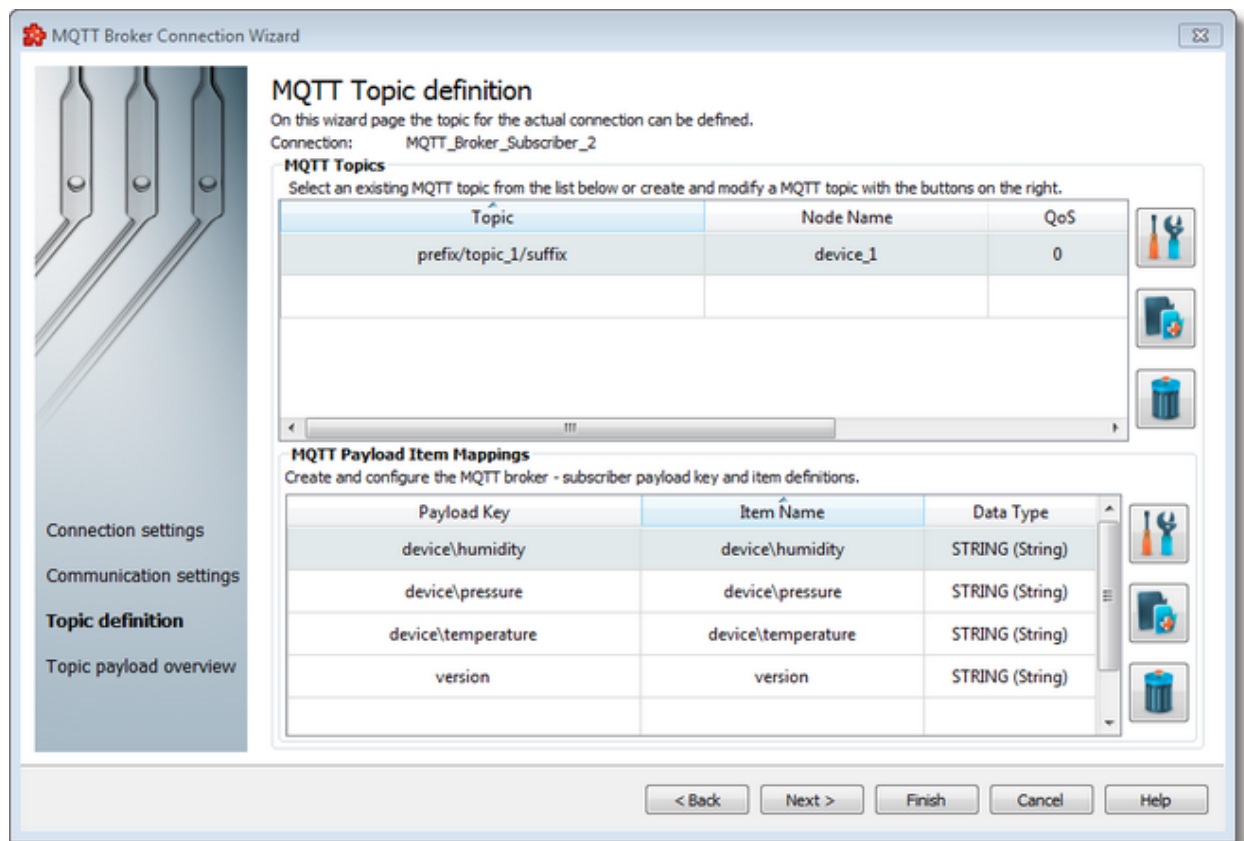 MQTT Broker Connection Wizard
MQTT Topic definition
On this wizard page the topic for the actual connection can be defined.
Connection: MQTT_Broker_Subscriber_2
MQTT Topics
Select an existing MQTT topic from the list below or create and modify a MQTT topic with the buttons on the right.
Topic Node Name QoS
prefix/topic_1/suffix device_1 0
MQTT Payload Item Mappings
Create and configure the MQTT broker - subscriber payload key and item definitions.
Payload Key Item Name Data Type
device\humidity device\humidity STRING (String)
device\pressure device\pressure STRING (String)
device\temperature device\temperature STRING (String)
version version STRING (String)
Connection settings
Communication settings
Topic definition
Topic payload overview
< Back Next > Finish Cancel Help